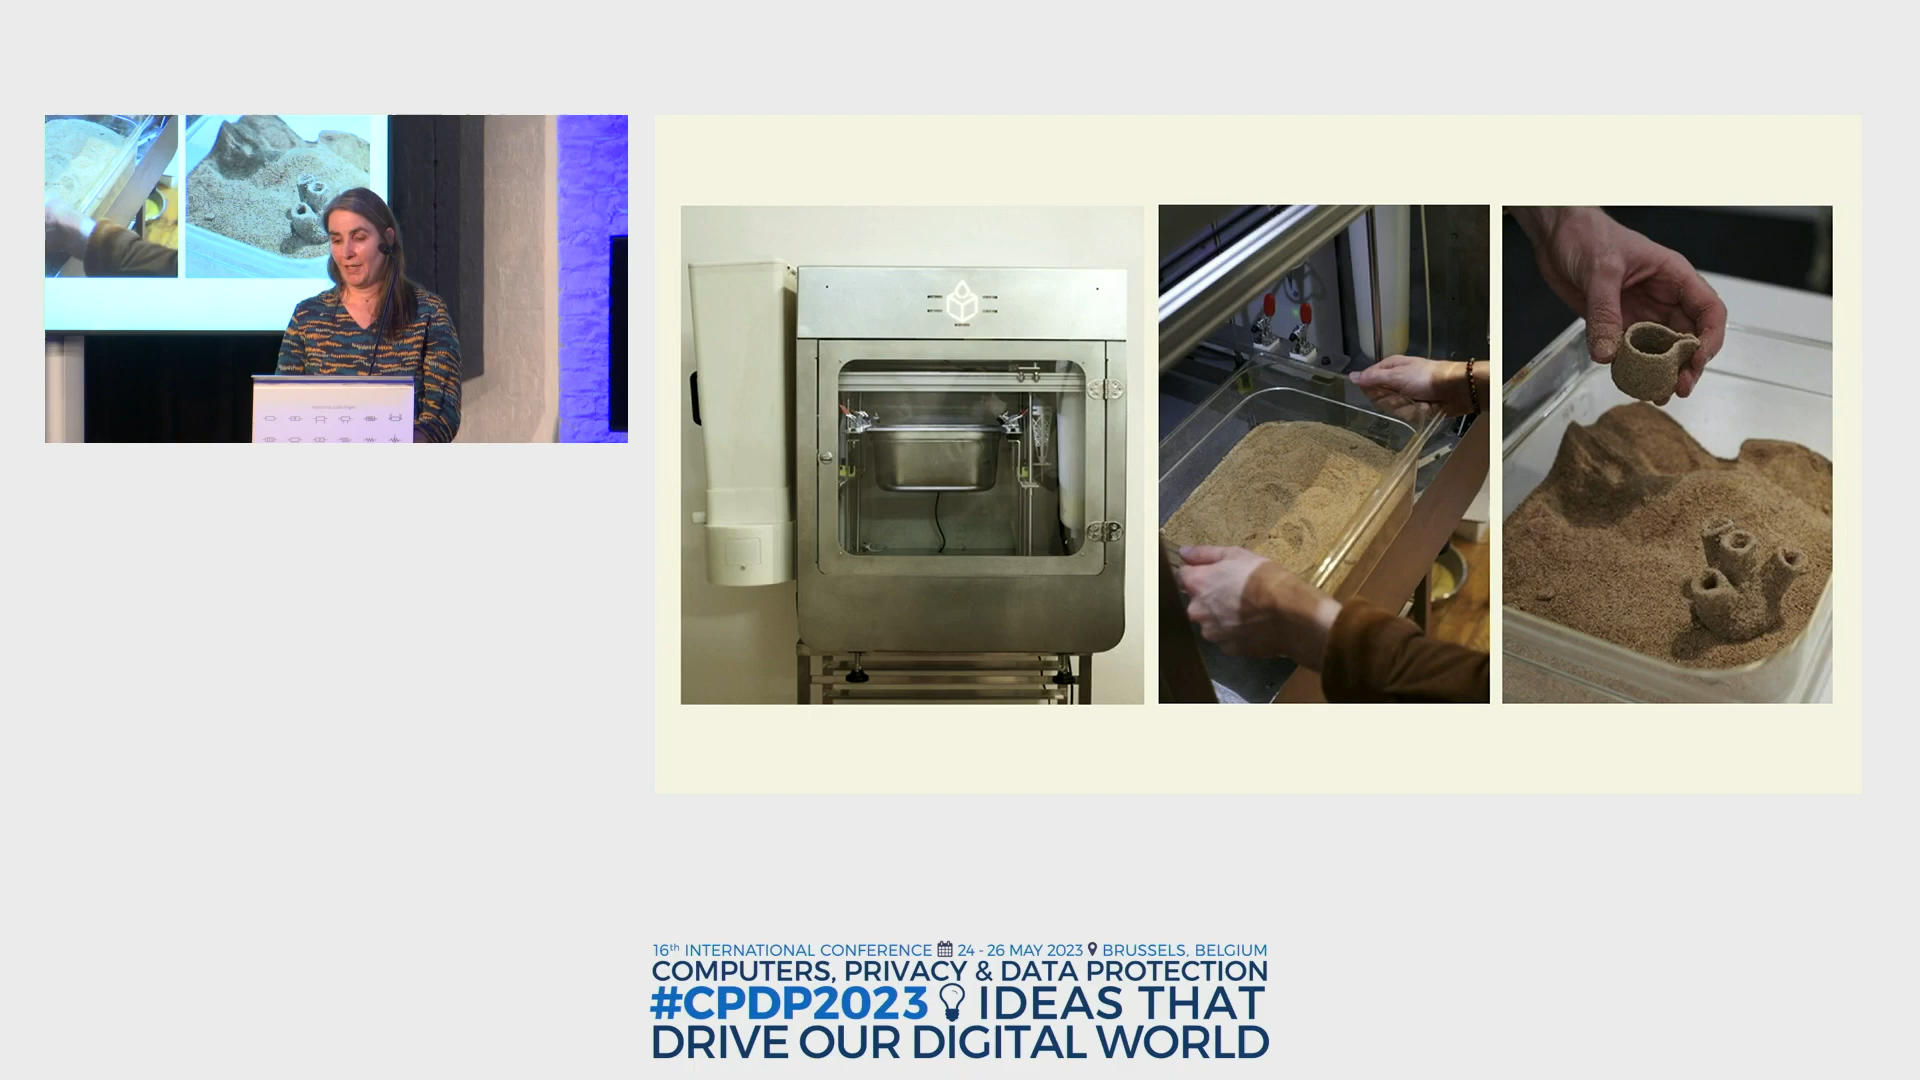 16th INTERNATIONAL CONFERENCE 24 - 26 MAY 2023 BRUSSELS, BELGIUM
COMPUTERS, PRIVACY & DATA PROTECTION
#CPDP2023 IDEAS THAT
DRIVE OUR DIGITAL WORLD